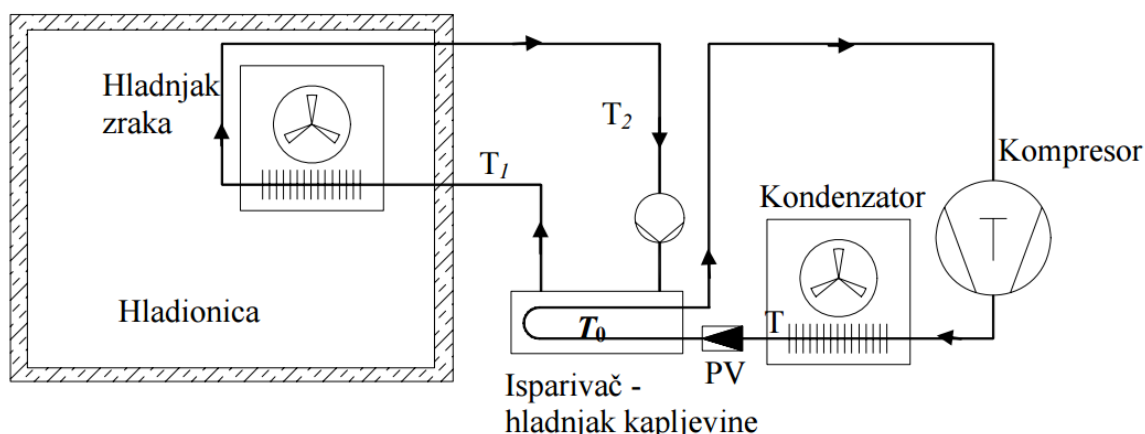 Hladnjak
zraka
T1
T2
Kompresor
Kondenzator
Hladionica
T0
T
PV
Isparivač -
hladnjak kapljevine
T